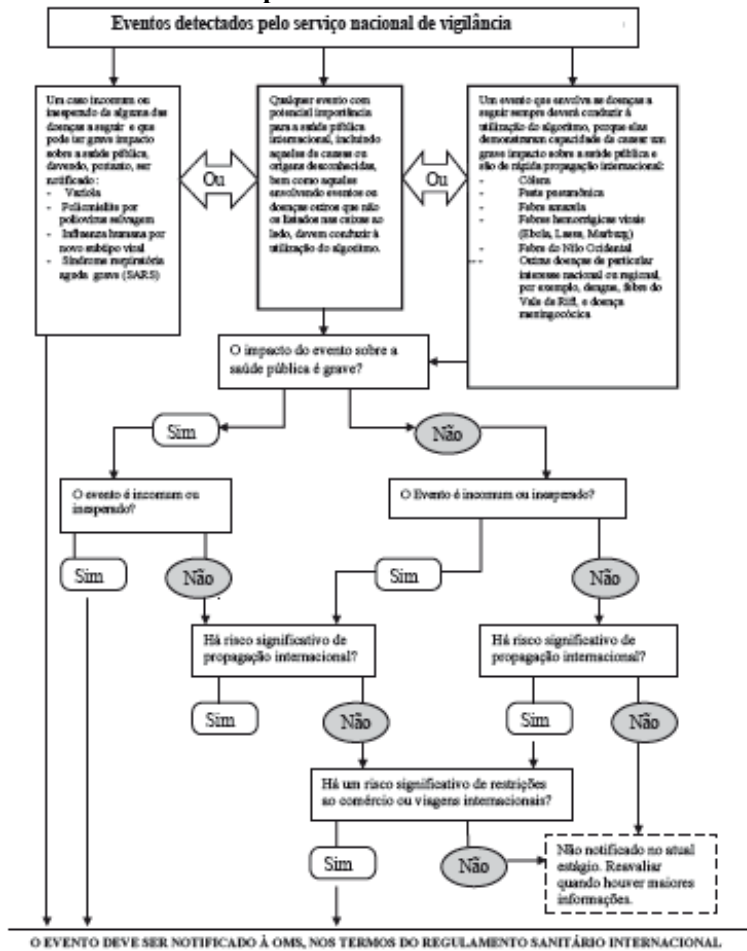 Eventos detectados pelo serviço nacional de vigilância
Um caso incomum ou
inesperado de alguma das
doenças a seguir e que
pode ter grave impacto
sobre a saúde pública,
devendo, portanto, ser
notificado:
- Varíola
- Poliomielite por
poliovírus selvagem
- Influenza humana por
novo subtipo viral
- Síndrome respiratória
aguda grave (SARS)
Ou
Qualquer evento com
potencial importância
para a saúde pública
internacional, incluindo
aqueles de causas ou
origens desconhecidas,
bem como aqueles
envolvendo eventos ou
doenças outros que não
os listados nas caixas ao
lado, devem conduzir à
utilização do algoritmo.
Ou
Um evento que envolva as doenças a
seguir sempre deverá conduzir à
utilização do algoritmo, porque elas
demonstraram capacidade de causar um
grave impacto sobre a saúde pública e
são de rápida propagação internacional:
- Cólera
- Peste pneumônica
- Febre amarela
- Febres hemorrágicas virais
(Ebola, Lassa, Marburg)
- Febre do Nilo Ocidental
- Outras doenças de particular
interesse nacional ou regional,
por exemplo, dengue, febre do
Vale de Rift, e doença
meningocócica
O impacto do evento sobre a
saúde pública é grave?
Sim
Não
O evento é incomum ou
inesperado?
O Evento é incomum ou inesperado?
Sim
Não
Sim
Não
Há risco significativo de
propagação internacional?
Há risco significativo de
propagação internacional?
Sim
Não
Sim
Não
Há um risco significativo de restrições
ao comércio ou viagens internacionais?
Sim
Não
Não notificado no atual
estágio. Reavaliar
quando houver maiores
informações.
O EVENTO DEVE SER NOTIFICADO À OMS, NOS TERMOS DO REGULAMENTO SANITÁRIO INTERNACIONAL